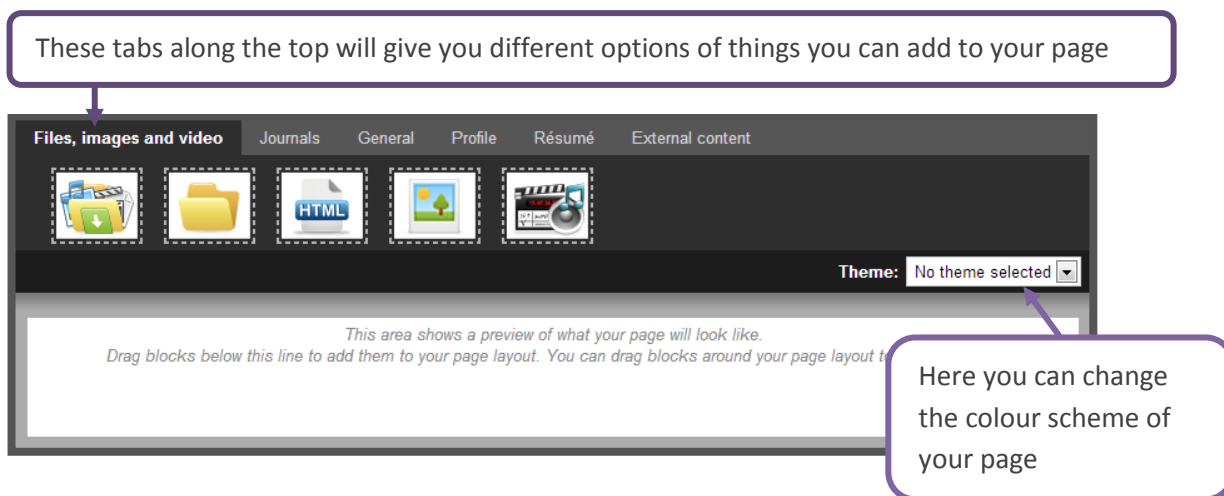 These tabs along the top will give you different options of things you can add to your page
Files, images and video Journals General Profile Résumé External content
HTML
Theme: No theme selected
This area shows a preview of what your page will look like.
Drag blocks below this line to add them to your page layout. You can drag blocks around your page layout
Here you can change
the colour scheme of
your page